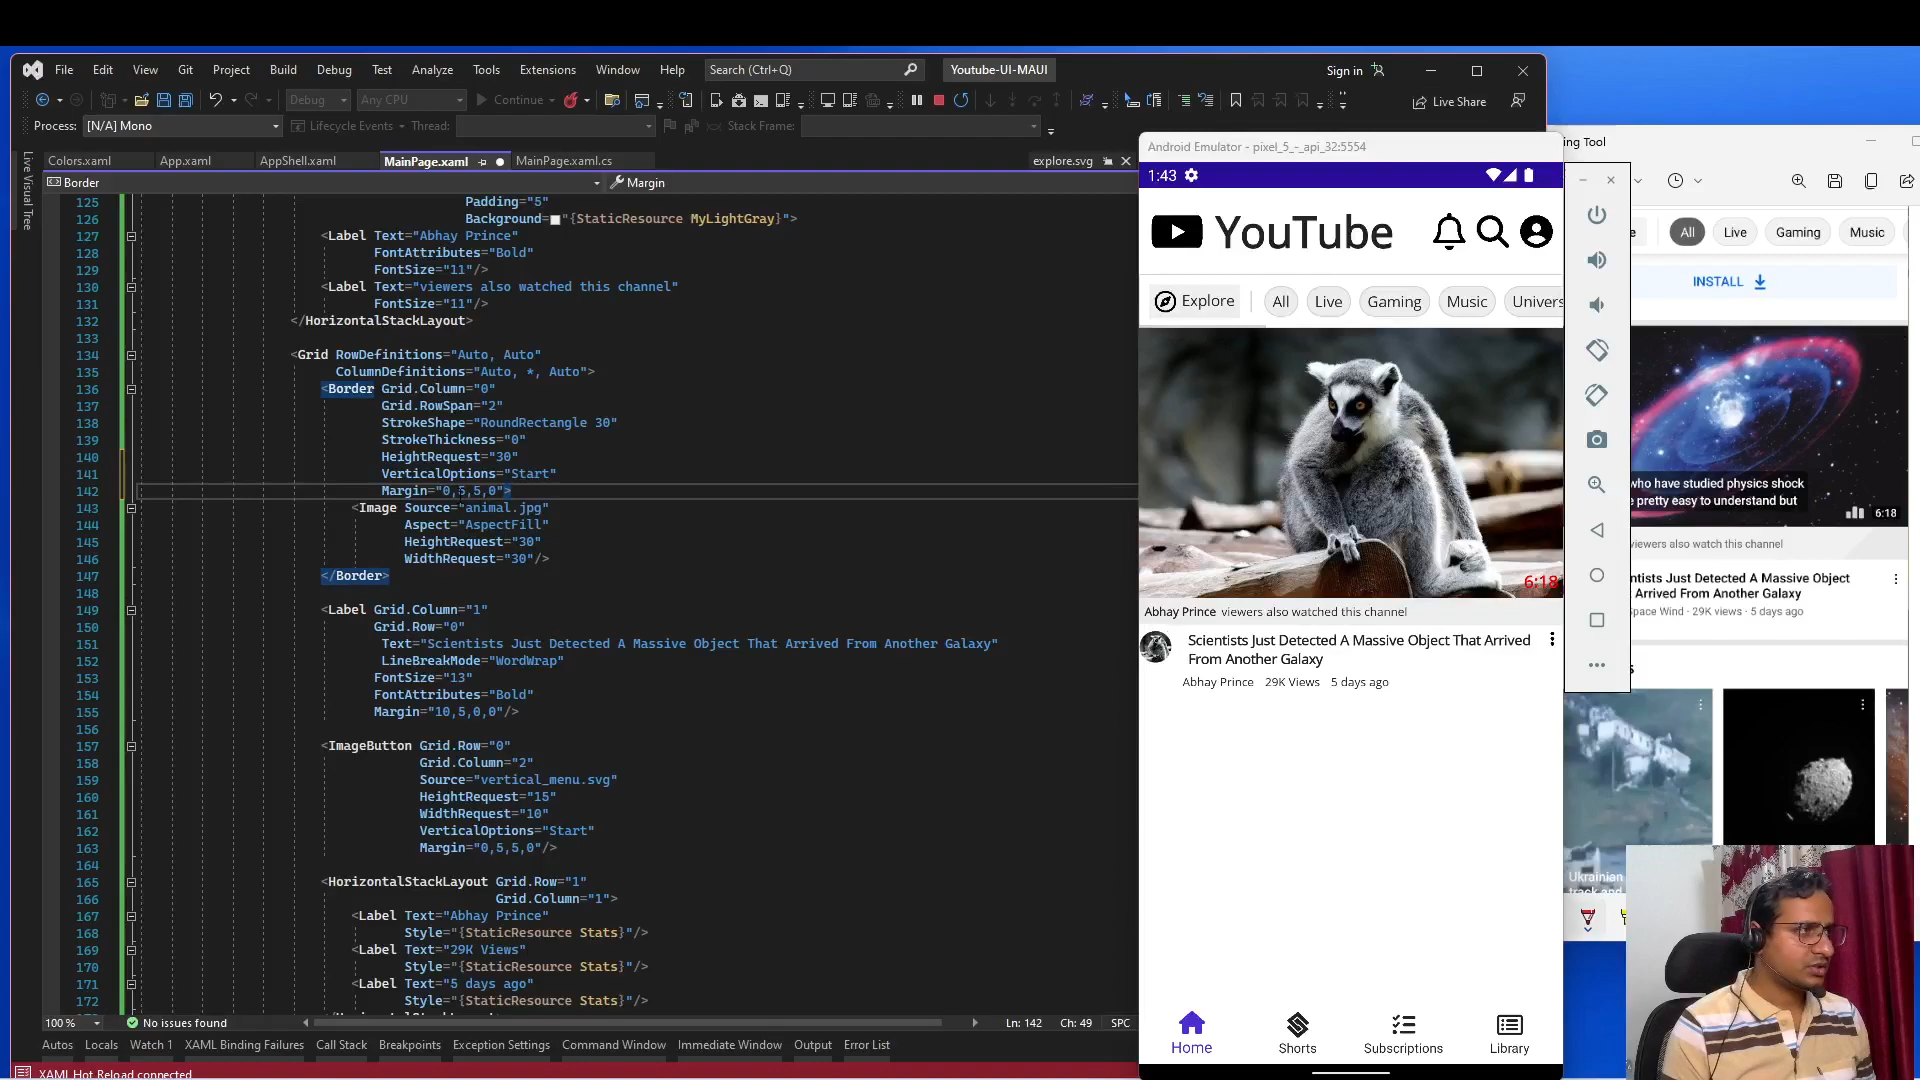 File Edit View Git Project Build Debug Test Analyze Tools Extensions Window Help Search (Ctrl+Q) Youtube-UI-MAUI Sign in
Debug Any CPU Continue Live Share
Process: [N/A] Mono Lifecycle Events Thread: Stack Frame:
Colors.xaml App.xaml AppShell.xaml MainPage.xaml MainPage.xaml.cs explore.svg
Live Visual Tree
Border Margin
125 Padding="5"
126 Background="{StaticResource MyLightGray}">
127 <Label Text="Abhay Prince"
128 FontAttributes="Bold"
129 FontSize="11"/>
130 <Label Text="viewers also watched this channel"
131 FontSize="11"/>
132 </HorizontalStackLayout>
133
134 <Grid RowDefinitions="Auto, Auto"
135 ColumnDefinitions="Auto, *, Auto">
136 <Border Grid.Column="0"
137 Grid.RowSpan="2"
138 StrokeShape="RoundRectangle 30"
139 StrokeThickness="0"
140 HeightRequest="30"
141 VerticalOptions="Start"
142 Margin="0,5,5,0">
143 <Image Source="animal.jpg"
144 Aspect="AspectFill"
145 HeightRequest="30"
146 WidthRequest="30"/>
147 </Border>
148
149 <Label Grid.Column="1"
150 Grid.Row="0"
151 Text="Scientists Just Detected A Massive Object That Arrived From Another Galaxy"
152 LineBreakMode="WordWrap"
153 FontSize="13"
154 FontAttributes="Bold"
155 Margin="10,5,0,0"/>
156
157 <ImageButton Grid.Row="0"
158 Grid.Column="2"
159 Source="vertical_menu.svg"
160 HeightRequest="15"
161 WidthRequest="10"
162 VerticalOptions="Start"
163 Margin="0,5,5,0"/>
164
165 <HorizontalStackLayout Grid.Row="1"
166 Grid.Column="1">
167 <Label Text="Abhay Prince"
168 Style="{StaticResource Stats}"/>
169 <Label Text="29K Views"
170 Style="{StaticResource Stats}"/>
171 <Label Text="5 days ago"
172 Style="{StaticResource Stats}"/>
100 % No issues found Ln: 142 Ch: 49 SPC
Autos Locals Watch 1 XAML Binding Failures Call Stack Breakpoints Exception Settings Command Window Immediate Window Output Error List
XAML Hot Reload connected
Android Emulator - pixel_5_-_api_32:5554
1:43
YouTube
Explore All Live Gaming Music Univers
6:18
Abhay Prince viewers also watched this channel
Scientists Just Detected A Massive Object That Arrived
From Another Galaxy
Abhay Prince 29K Views 5 days ago
Home Shorts Subscriptions Library
ing Tool
e All Live Gaming Music
INSTALL
who have studied physics shock
pretty easy to understand but
6:18
viewers also watch this channel
ntists Just Detected A Massive Object
Arrived From Another Galaxy
Space Wind · 29K views · 5 days ago
s
Ukrainian
track and